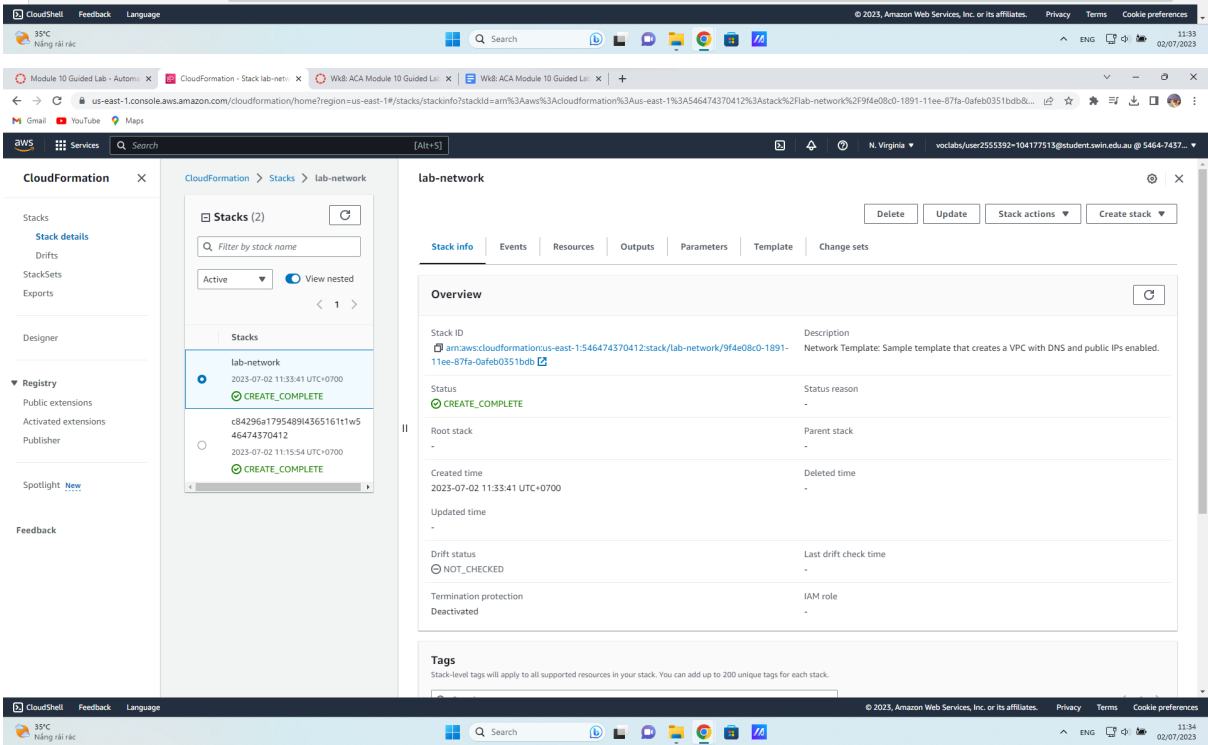 CloudShell Feedback Language © 2023, Amazon Web Services, Inc. or its affiliates. Privacy Terms Cookie preferences
35°C
Nắng rải rác
Search
ENG
11:33
02/07/2023
Module 10 Guided Lab - Automa CloudFormation - Stack lab-netw Wk8: ACA Module 10 Guided Lab Wk8: ACA Module 10 Guided Lab
us-east-1.console.aws.amazon.com/cloudformation/home?region=us-east-1#/stacks/stackinfo?stackId=arn%3Aaws%3Acloudformation%3Aus-east-1%3A546474370412%3Astack%2Flab-network%2F9f4e08c0-1891-11ee-87fa-0afeb0351bdb&...
Gmail YouTube Maps
aws Services Search [Alt+S] N. Virginia voclabs/user2555392=104177513@student.swin.edu.au @ 5464-7437...
CloudFormation
Stacks
Stack details
Drifts
StackSets
Exports
Designer
Registry
Public extensions
Activated extensions
Publisher
Spotlight New
Feedback
CloudFormation > Stacks > lab-network
Stacks (2)
Filter by stack name
Active View nested
1
Stacks
lab-network
2023-07-02 11:33:41 UTC+0700
CREATE_COMPLETE
c84296a1795489l4365161t1w5
46474370412
2023-07-02 11:15:54 UTC+0700
CREATE_COMPLETE
lab-network
Delete Update Stack actions Create stack
Stack info Events Resources Outputs Parameters Template Change sets
Overview
Stack ID
arn:aws:cloudformation:us-east-1:546474370412:stack/lab-network/9f4e08c0-1891-
11ee-87fa-0afeb0351bdb
Description
Network Template: Sample template that creates a VPC with DNS and public IPs enabled.
Status
CREATE_COMPLETE
Status reason
-
Root stack
-
Parent stack
-
Created time
2023-07-02 11:33:41 UTC+0700
Deleted time
-
Updated time
-
Drift status
NOT_CHECKED
Last drift check time
-
Termination protection
Deactivated
IAM role
-
Tags
Stack-level tags will apply to all supported resources in your stack. You can add up to 200 unique tags for each stack.
CloudShell Feedback Language © 2023, Amazon Web Services, Inc. or its affiliates. Privacy Terms Cookie preferences
35°C
Nắng rải rác
Search
ENG
11:34
02/07/2023